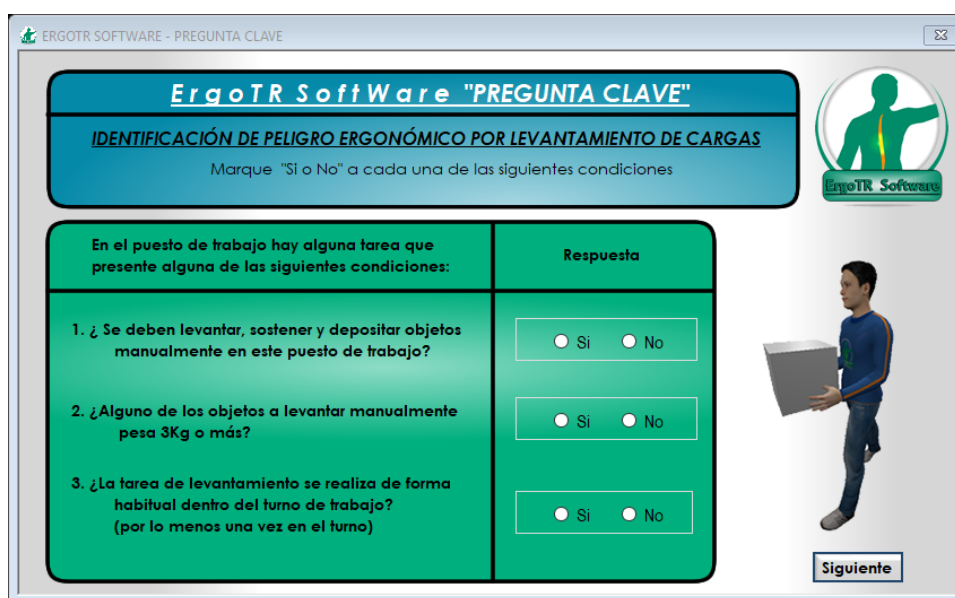 ERGOTR SOFTWARE - PREGUNTA CLAVE
ErgoTR SoftWare "PREGUNTA CLAVE"
IDENTIFICACIÓN DE PELIGRO ERGONÓMICO POR LEVANTAMIENTO DE CARGAS
Marque "Si o No" a cada una de las siguientes condiciones
ErgoTR Software
En el puesto de trabajo hay alguna tarea que
presente alguna de las siguientes condiciones:
Respuesta
1. ¿ Se deben levantar, sostener y depositar objetos
manualmente en este puesto de trabajo?
Si No
2. ¿Alguno de los objetos a levantar manualmente
pesa 3Kg o más?
Si No
3. ¿La tarea de levantamiento se realiza de forma
habitual dentro del turno de trabajo?
(por lo menos una vez en el turno)
Si No
Siguiente